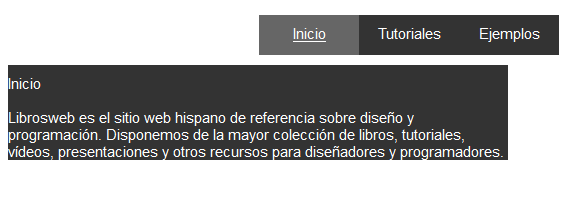 Inicio Tutoriales Ejemplos
Inicio
Librosweb es el sitio web hispano de referencia sobre diseño y
programación. Disponemos de la mayor colección de libros, tutoriales,
vídeos, presentaciones y otros recursos para diseñadores y programadores.